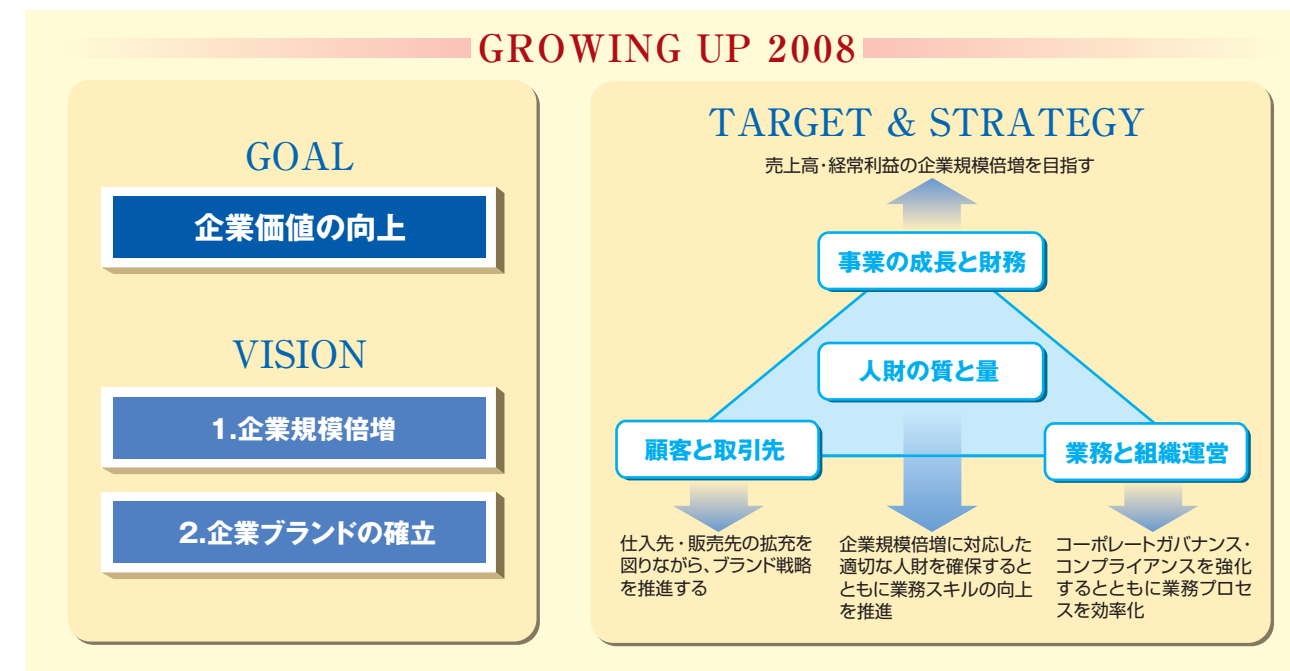 GROWING UP 2008
GOAL
企業価値の向上
VISION
1.企業規模倍増
2.企業ブランドの確立
TARGET & STRATEGY
売上高・経常利益の企業規模倍増を目指す
事業の成長と財務
人財の質と量
顧客と取引先
業務と組織運営
仕入先・販売先の拡充を
図りながら、ブランド戦略
を推進する
企業規模倍増に対応した
適切な人財を確保すると
ともに業務スキルの向上
を推進
コーポレートガバナンス・
コンプライアンスを強化
するとともに業務プロセ
スを効率化